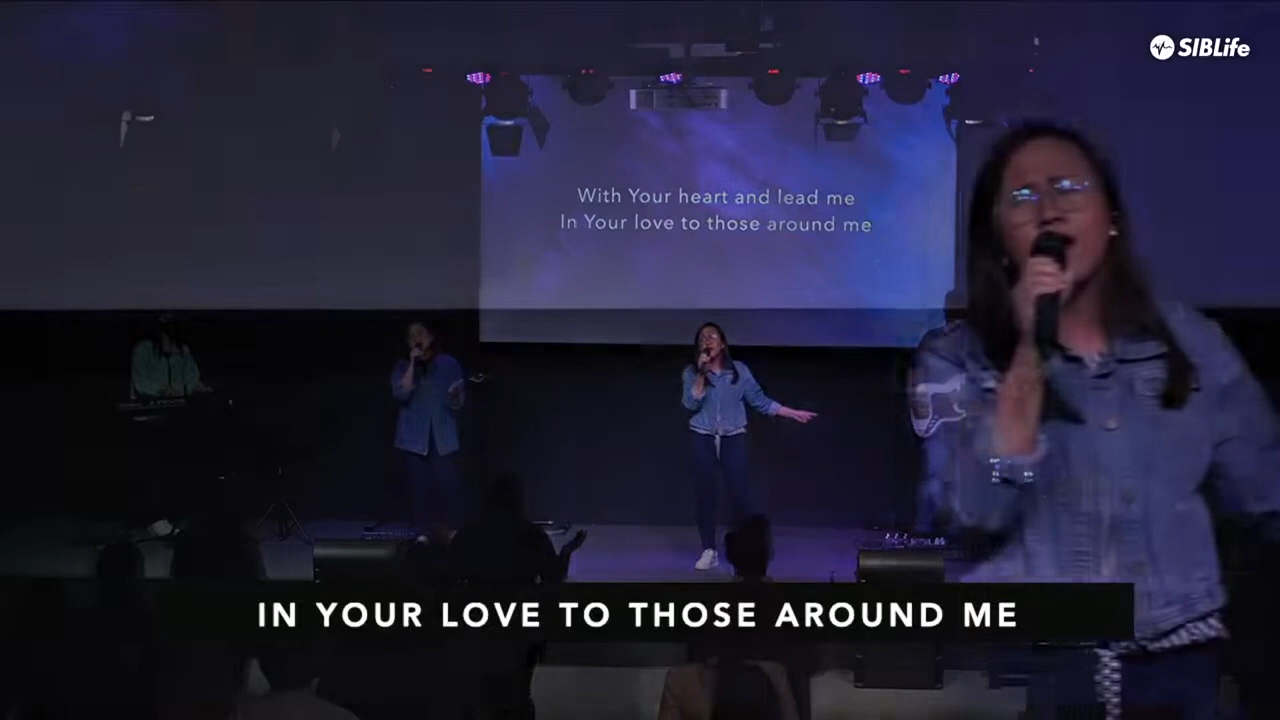 SIBLife
With Your heart and lead me
In Your love to those around me
IN YOUR LOVE TO THOSE AROUND ME